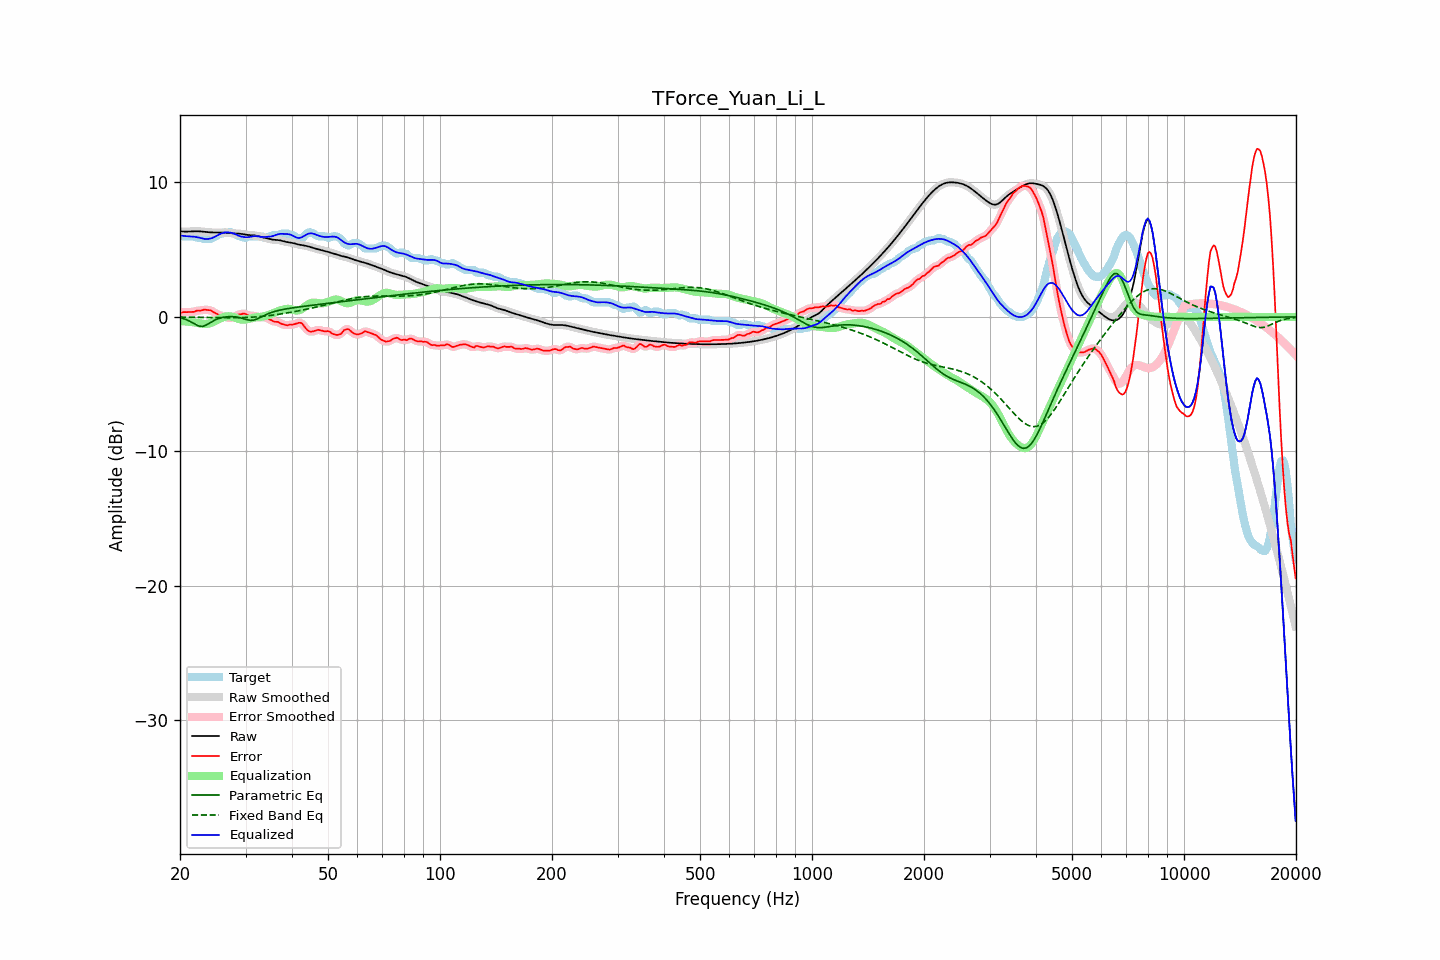 TForce_Yuan_Li_L
Amplitude (dBr)
10
0
−10
−20
−30
Target
Raw Smoothed
Error Smoothed
Raw
Error
Equalization
Parametric Eq
Fixed Band Eq
Equalized
20 50 100 200 500 1000 2000 5000 10000 20000
Frequency (Hz)